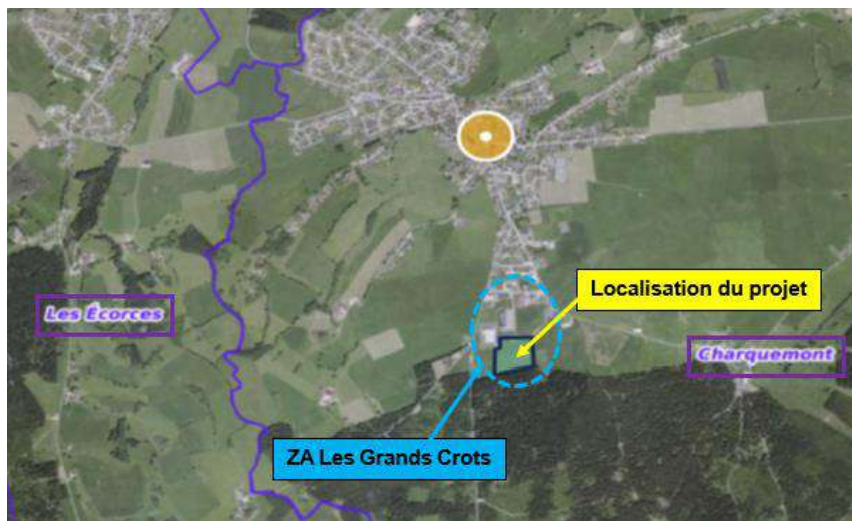 Localisation du projet
Les Écorces
Charquemont
ZA Les Grands Crots